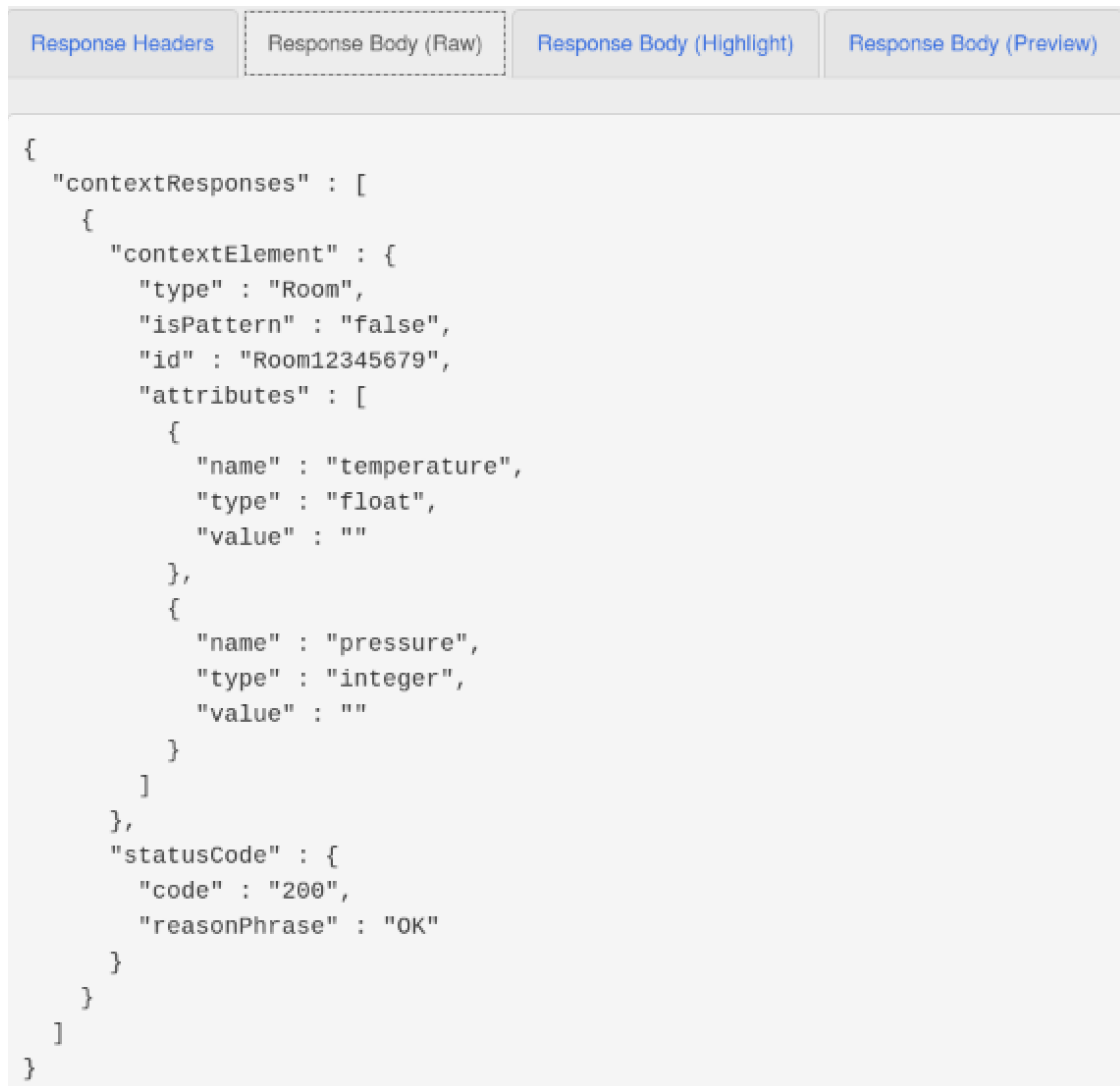 Response Headers Response Body (Raw) Response Body (Highlight) Response Body (Preview)
{
  "contextResponses" : [
    {
      "contextElement" : {
        "type" : "Room",
        "isPattern" : "false",
        "id" : "Room12345679",
        "attributes" : [
          {
            "name" : "temperature",
            "type" : "float",
            "value" : ""
          },
          {
            "name" : "pressure",
            "type" : "integer",
            "value" : ""
          }
        ]
      },
      "statusCode" : {
        "code" : "200",
        "reasonPhrase" : "OK"
      }
    }
  ]
}